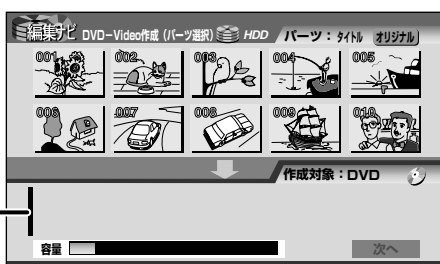 編集ナビ DVD-Video作成 (パーツ選択) HDD パーツ：タイトル オリジナル
001 002 003 004 005
006 007 008 009 010
作成対象：DVD
容量 次へ